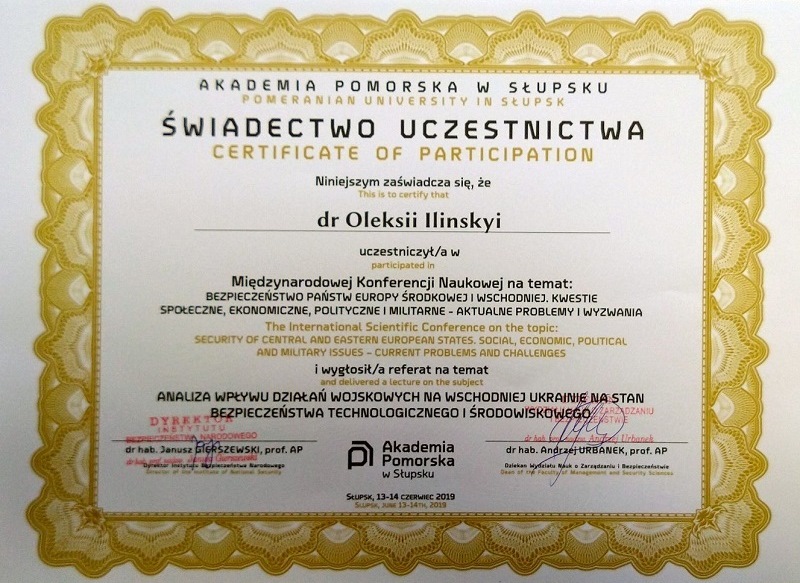 AKADEMIA POMORSKA W SŁUPSKU
POMERANIAN UNIVERSITY IN SŁUPSK
ŚWIADECTWO UCZESTNICTWA
CERTIFICATE OF PARTICIPATION
Niniejszym zaświadcza się, że
This is to certify that
dr Oleksii Ilinskyi
uczestniczył/a w
participated in
Międzynarodowej Konferencji Naukowej na temat:
BEZPIECZEŃSTWO PAŃSTW EUROPY ŚRODKOWEJ I WSCHODNIEJ. KWESTIE
SPOŁECZNE, EKONOMICZNE, POLITYCZNE I MILITARNE - AKTUALNE PROBLEMY I WYZWANIA
The International Scientific Conference on the topic:
SECURITY OF CENTRAL AND EASTERN EUROPEAN STATES. SOCIAL, ECONOMIC, POLITICAL
AND MILITARY ISSUES - CURRENT PROBLEMS AND CHALLENGES
i wygłosił/a referat na temat
and delivered a lecture on the subject
ANALIZA WPŁYWU DZIAŁAŃ WOJSKOWYCH NA WSCHODNIEJ UKRAINIE NA STAN
BEZPIECZEŃSTWA TECHNOLOGICZNEGO I ŚRODOWISKOWEGO
DYREKTOR
INSTYTUTU
BEZPIECZEŃSTWA NARODOWEGO
dr hab. Janusz GIERSZEWSKI, prof. AP
Dyrektor Instytutu Bezpieczeństwa Narodowego
Director of the Institute of National Security
Akademia
Pomorska
w Słupsku
dr hab. Andrzej Urbanek
dr hab. Andrzej URBANEK, prof. AP
Dziekan Wydziału Nauk o Zarządzaniu i Bezpieczeństwie
Dean of the Faculty of Management and Security Sciences
SŁUPSK, 13-14 CZERWIEC 2019
SŁUPSK, JUNE 13-14TH, 2019